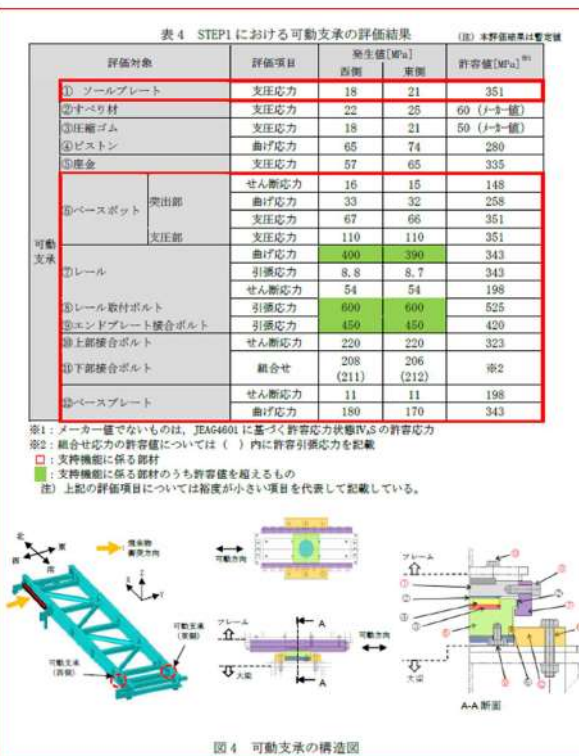 表4 STEP1における可動支承の評価結果
(注) 本評価結果は暫定値
評価対象 評価項目 発生値[MPa] 許容値[MPa]※1
西側 東側
可動支承
① ソールプレート 支圧応力 18 21 351
②すべり材 支圧応力 22 25 60 (メーカー値)
③圧縮ゴム 支圧応力 18 21 50 (メーカー値)
④ピストン 曲げ応力 65 74 280
⑤座金 支圧応力 57 65 335
⑥ベースポット 突出部 せん断応力 16 15 148
曲げ応力 33 32 258
支圧応力 67 66 351
支圧部 支圧応力 110 110 351
⑦レール 曲げ応力 400 390 343
引張応力 8.8 8.7 343
せん断応力 54 54 198
⑧レール取付ボルト 引張応力 600 600 525
⑨エンドプレート接合ボルト 引張応力 450 450 420
⑩上部接合ボルト せん断応力 220 220 323
⑪下部接合ボルト 組合せ 208 (211) 206 (212) ※2
⑫ベースプレート せん断応力 11 11 198
曲げ応力 180 170 343
※1：メーカー値でないものは、JEAG4601に基づく許容応力状態ⅣASの許容応力
※2：組合せ応力の許容値については（ ）内に許容引張応力を記載
□：支持機能に係る部材
：支持機能に係る部材のうち許容値を超えるもの
注）上記の評価項目については裕度が小さい項目を代表して記載している。
北 東 西 南
衝突方向
X Z Y
可動支承 (東側)
可動支承 (西側)
可動方向
フレーム
A
可動方向
大梁
A
フレーム
大梁
A-A 断面
図4 可動支承の構造図